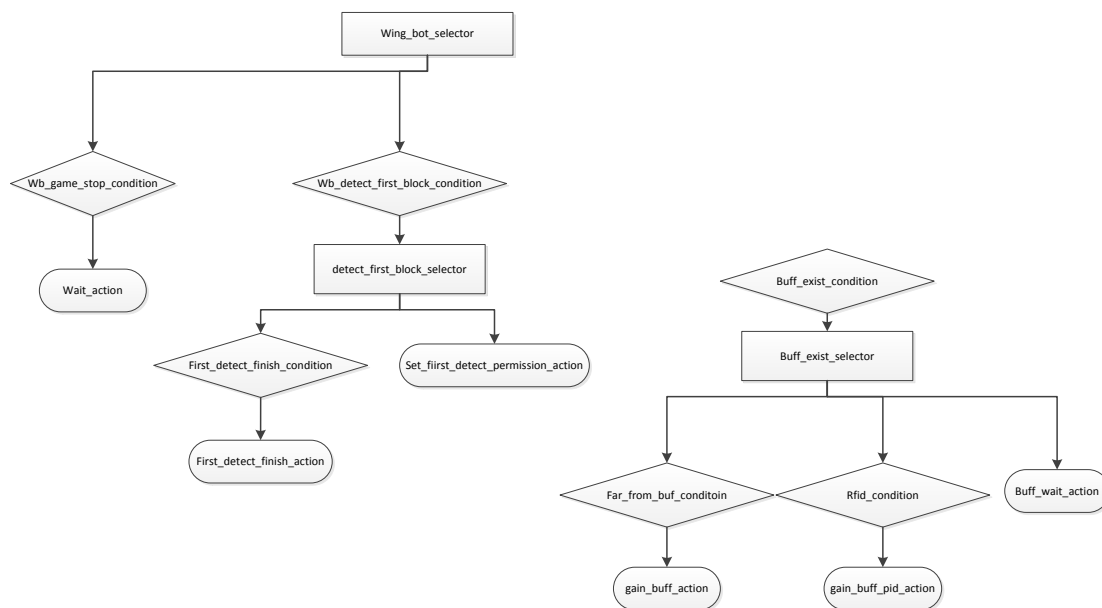 Wing_bot_selector
Wb_game_stop_condition
Wb_detect_first_block_condition
Wait_action
detect_first_block_selector
First_detect_finish_condition
Set_fiirst_detect_permission_action
First_detect_finish_action
Buff_exist_condition
Buff_exist_selector
Far_from_buf_conditoin
Rfid_condition
Buff_wait_action
gain_buff_action
gain_buff_pid_action